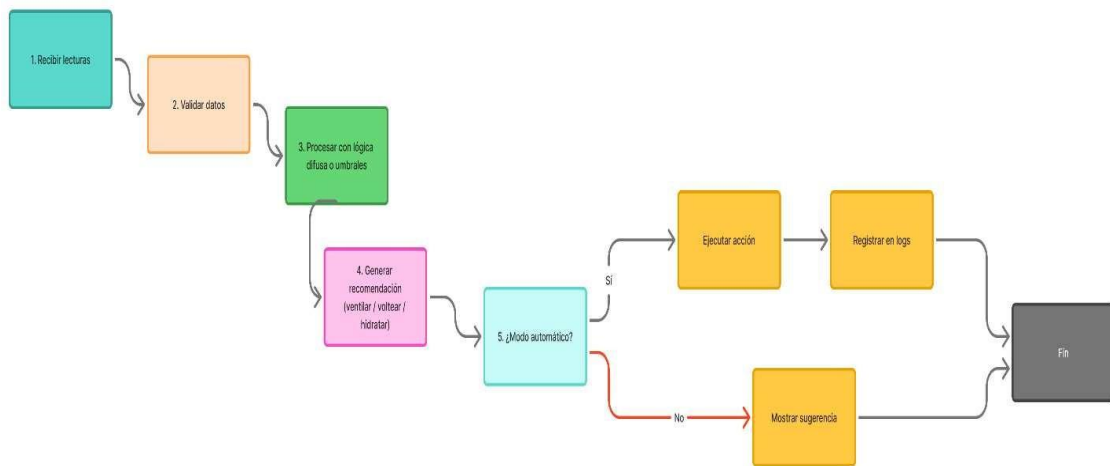 1. Recibir lecturas
2. Validar datos
3. Procesar con lógica
difusa o umbrales
4. Generar
recomendación
(ventilar / voltear /
hidratar)
5. ¿Modo automático?
Sí
Ejecutar acción
Registrar en logs
No
Mostrar sugerencia
Fin